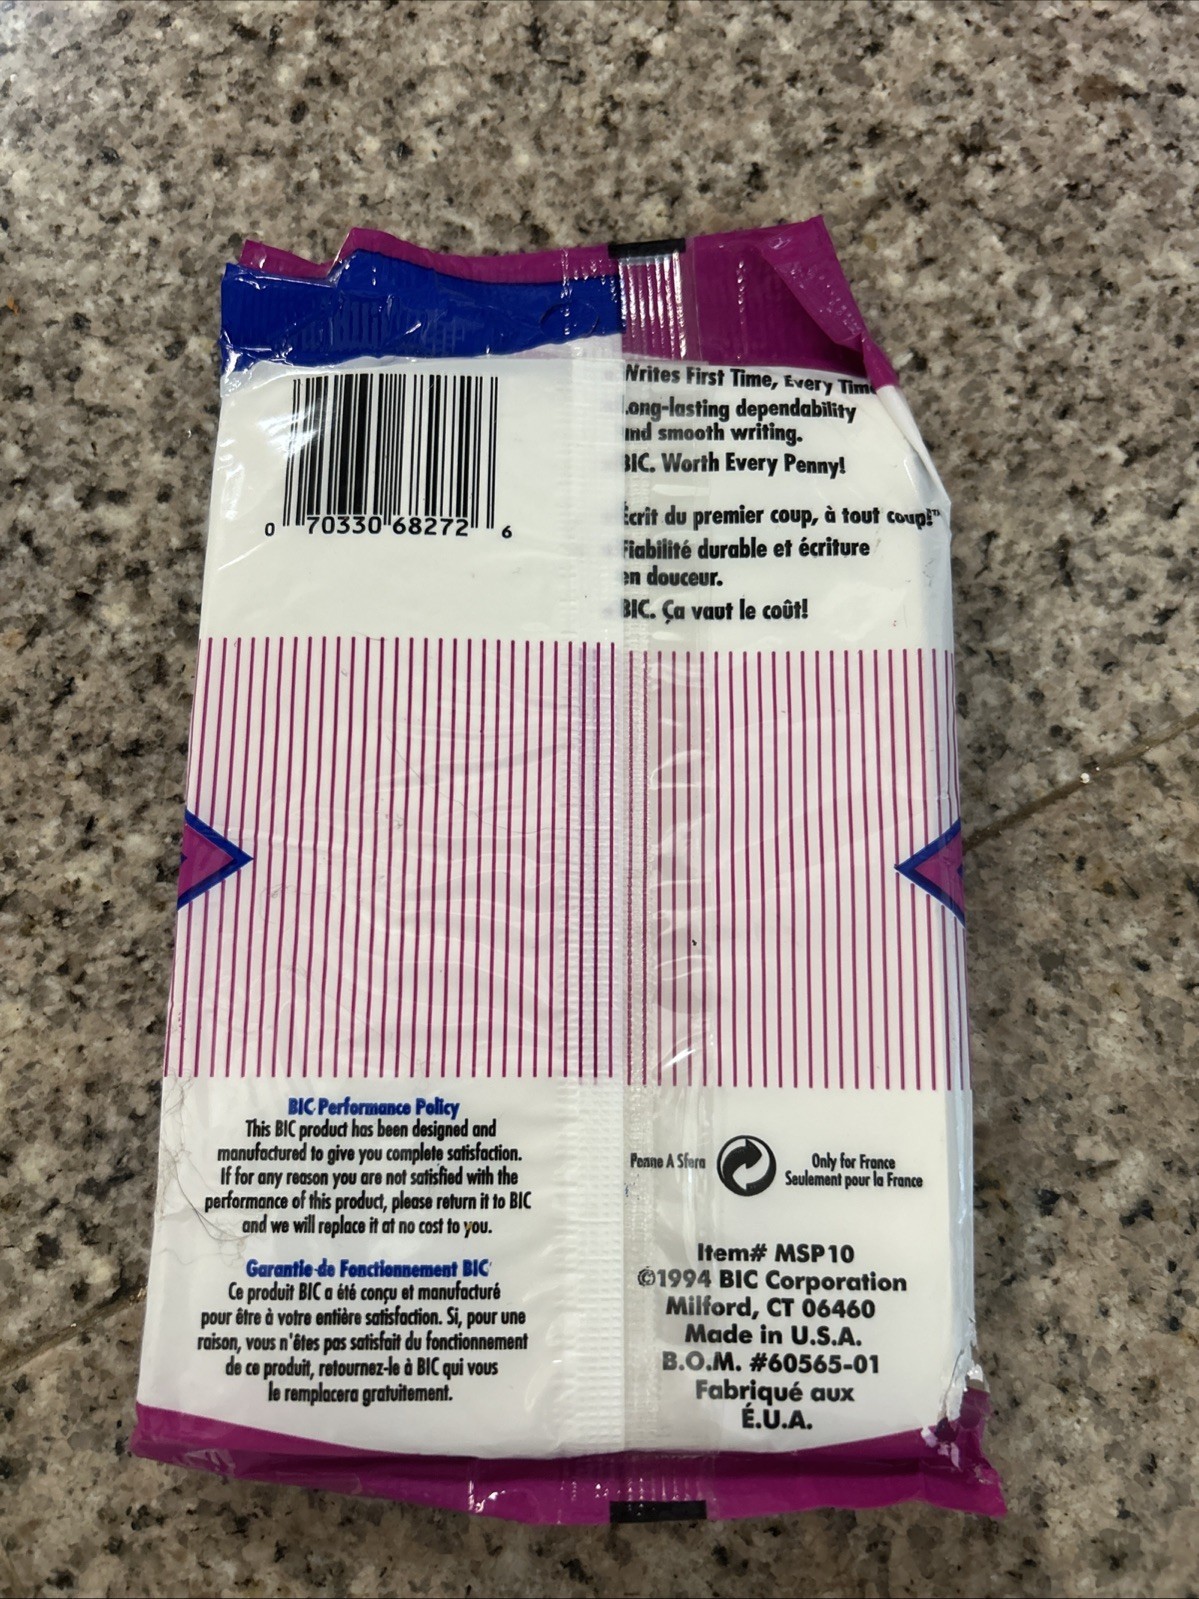 0 70330 68272 6
Writes First Time, Every Time
Long-lasting dependability
and smooth writing.
BIC. Worth Every Penny!
Écrit du premier coup, à tout coup!™
Fiabilité durable et écriture
en douceur.
BIC. Ça vaut le coût!
BIC Performance Policy
This BIC product has been designed and
manufactured to give you complete satisfaction.
If for any reason you are not satisfied with the
performance of this product, please return it to BIC
and we will replace it at no cost to you.
Garantie de Fonctionnement BIC
Ce produit BIC a été conçu et manufacturé
pour être à votre entière satisfaction. Si, pour une
raison, vous n'êtes pas satisfait du fonctionnement
de ce produit, retournez-le à BIC qui vous
le remplacera gratuitement.
Penne A Sfera
Only for France
Seulement pour la France
Item# MSP10
©1994 BIC Corporation
Milford, CT 06460
Made in U.S.A.
B.O.M. #60565-01
Fabriqué aux
É.U.A.